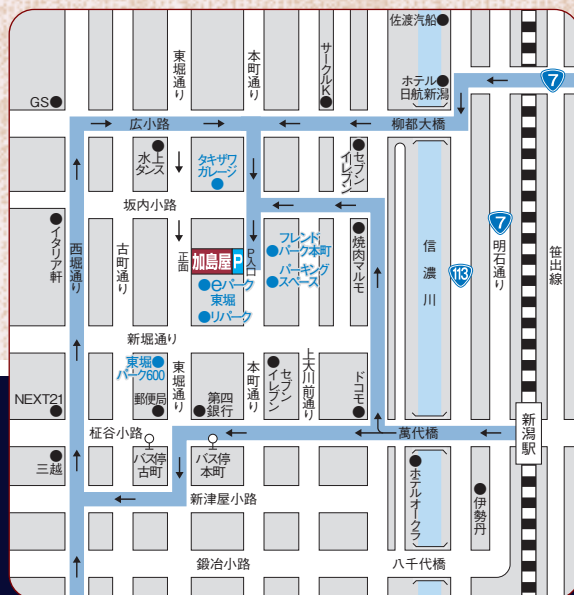 佐渡汽船
東堀通り
本町通り
サークルK
ホテル
日航新潟
7
GS
広小路
柳都大橋
水上
タンス
タキザワ
ガレージ
セブン
イレブン
坂内小路
イタリア軒
西堀通り
古町通り
正面
加島屋
P
P入口
フレンド
パーク本町
パーキング
スペース
焼肉マルモ
信濃川
113
7
明石通り
笹出線
eパーク
東堀
リパーク
新堀通り
東堀
パーク600
東堀通り
本町通り
セブン
イレブン
上大川前通り
ドコモ
NEXT21
郵便局
第四
銀行
柾谷小路
萬代橋
新潟駅
三越
バス停
古町
バス停
本町
ホテルオークラ
伊勢丹
新津屋小路
鍛冶小路
八千代橋